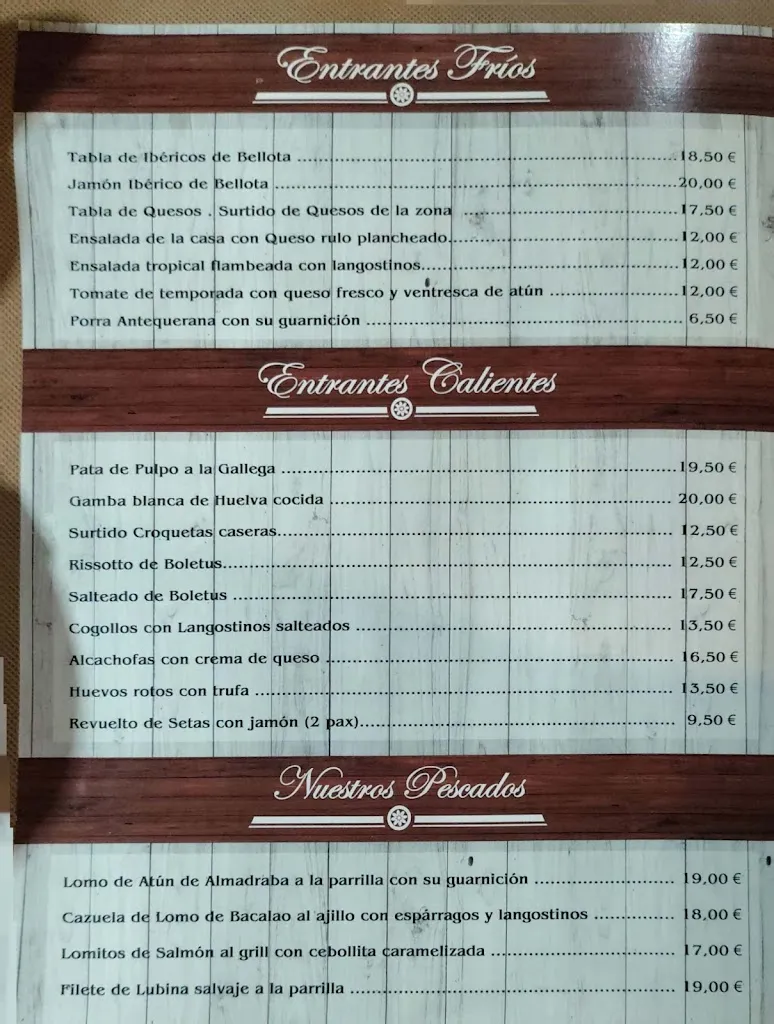 Entrantes Fríos
Tabla de Ibéricos de Bellota ........ 18,50 €
Jamón Ibérico de Bellota ........ 20,00 €
Tabla de Quesos . Surtido de Quesos de la zona ........ 17,50 €
Ensalada de la casa con Queso rulo plancheado ........ 12,00 €
Ensalada tropical flambeada con langostinos ........ 12,00 €
Tomate de temporada con queso fresco y ventresca de atún ........ 12,00 €
Porra Antequerana con su guarnición ........ 6,50 €
Entrantes Calientes
Pata de Pulpo a la Gallega ........ 19,50 €
Gamba blanca de Huelva cocida ........ 20,00 €
Surtido Croquetas caseras ........ 12,50 €
Rissotto de Boletus ........ 12,50 €
Salteado de Boletus ........ 17,50 €
Cogollos con Langostinos salteados ........ 13,50 €
Alcachofas con crema de queso ........ 16,50 €
Huevos rotos con trufa ........ 13,50 €
Revuelto de Setas con jamón (2 pax) ........ 9,50 €
Nuestros Pescados
Lomo de Atún de Almadraba a la parrilla con su guarnición ........ 19,00 €
Cazuela de Lomo de Bacalao al ajillo con espárragos y langostinos ........ 18,00 €
Lomitos de Salmón al grill con cebollita caramelizada ........ 17,00 €
Filete de Lubina salvaje a la parrilla ........ 19,00 €